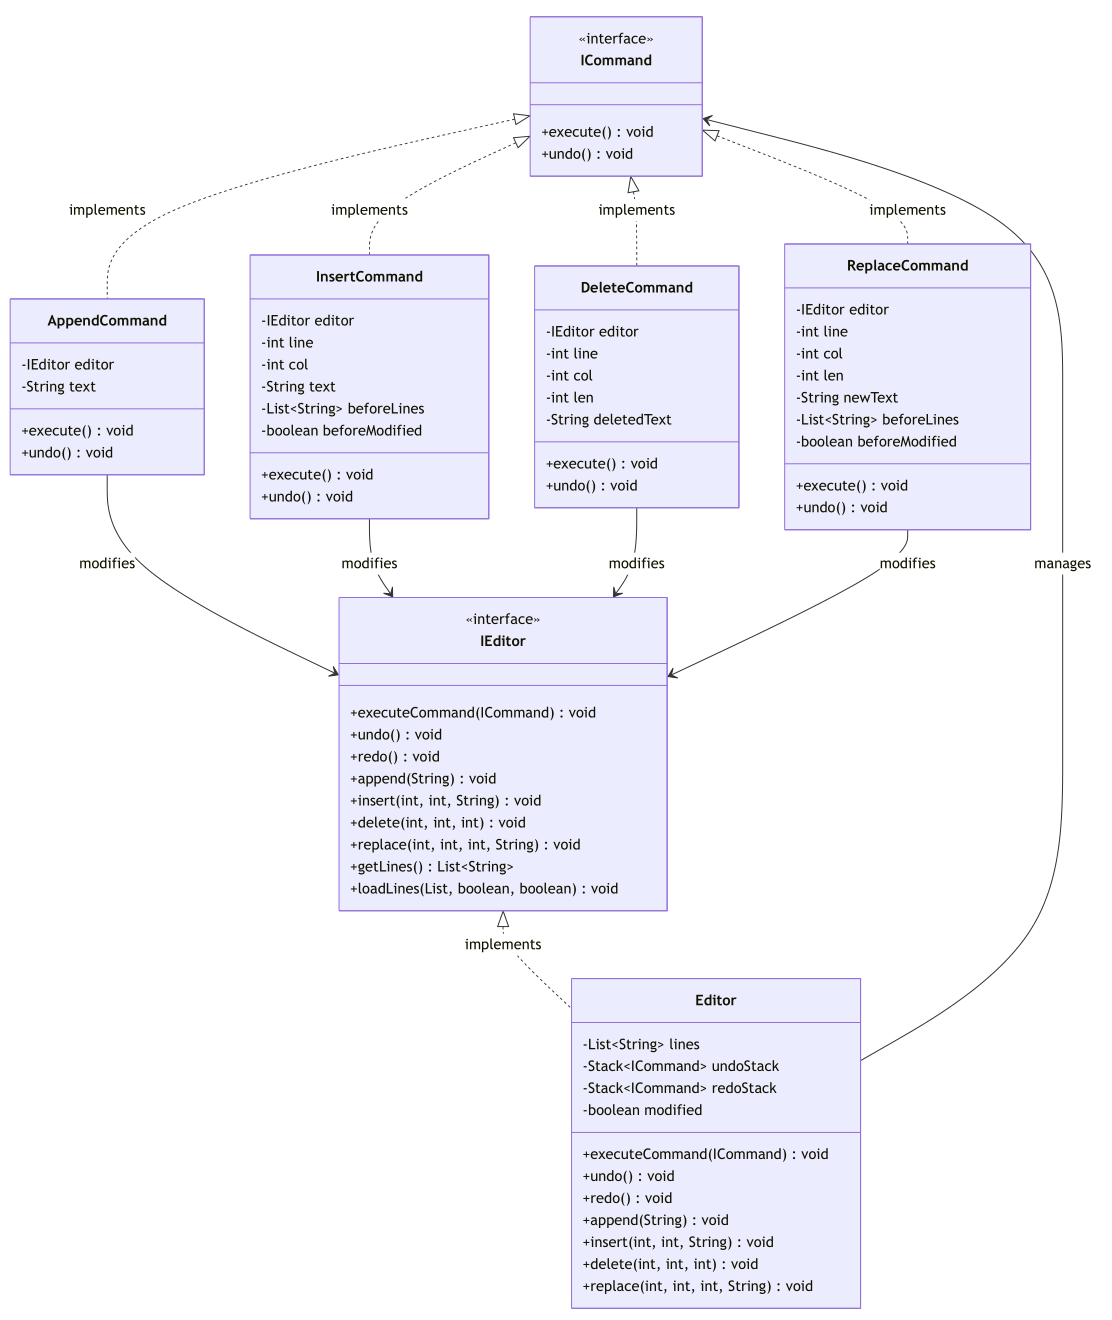 «interface»
ICommand
+execute() : void
+undo() : void
implements
implements
implements
implements
AppendCommand
-IEditor editor
-String text
+execute() : void
+undo() : void
InsertCommand
-IEditor editor
-int line
-int col
-String text
-List<String> beforeLines
-boolean beforeModified
+execute() : void
+undo() : void
DeleteCommand
-IEditor editor
-int line
-int col
-int len
-String deletedText
+execute() : void
+undo() : void
ReplaceCommand
-IEditor editor
-int line
-int col
-int len
-String newText
-List<String> beforeLines
-boolean beforeModified
+execute() : void
+undo() : void
modifies
modifies
modifies
modifies
manages
«interface»
IEditor
+executeCommand(ICommand) : void
+undo() : void
+redo() : void
+append(String) : void
+insert(int, int, String) : void
+delete(int, int, int) : void
+replace(int, int, int, String) : void
+getLines() : List<String>
+loadLines(List, boolean, boolean) : void
implements
Editor
-List<String> lines
-Stack<ICommand> undoStack
-Stack<ICommand> redoStack
-boolean modified
+executeCommand(ICommand) : void
+undo() : void
+redo() : void
+append(String) : void
+insert(int, int, String) : void
+delete(int, int, int) : void
+replace(int, int, int, String) : void